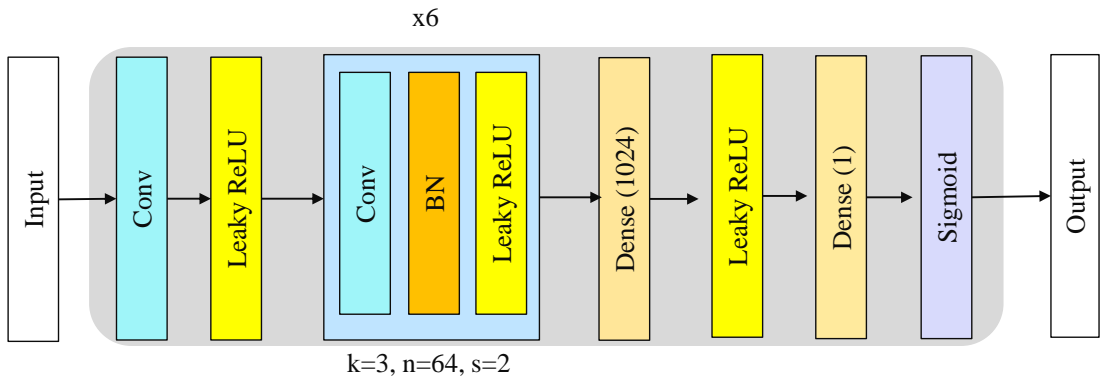 x6
Input
Conv
Leaky ReLU
Conv
BN
Leaky ReLU
Dense (1024)
Leaky ReLU
Dense (1)
Sigmoid
Output
k=3, n=64, s=2